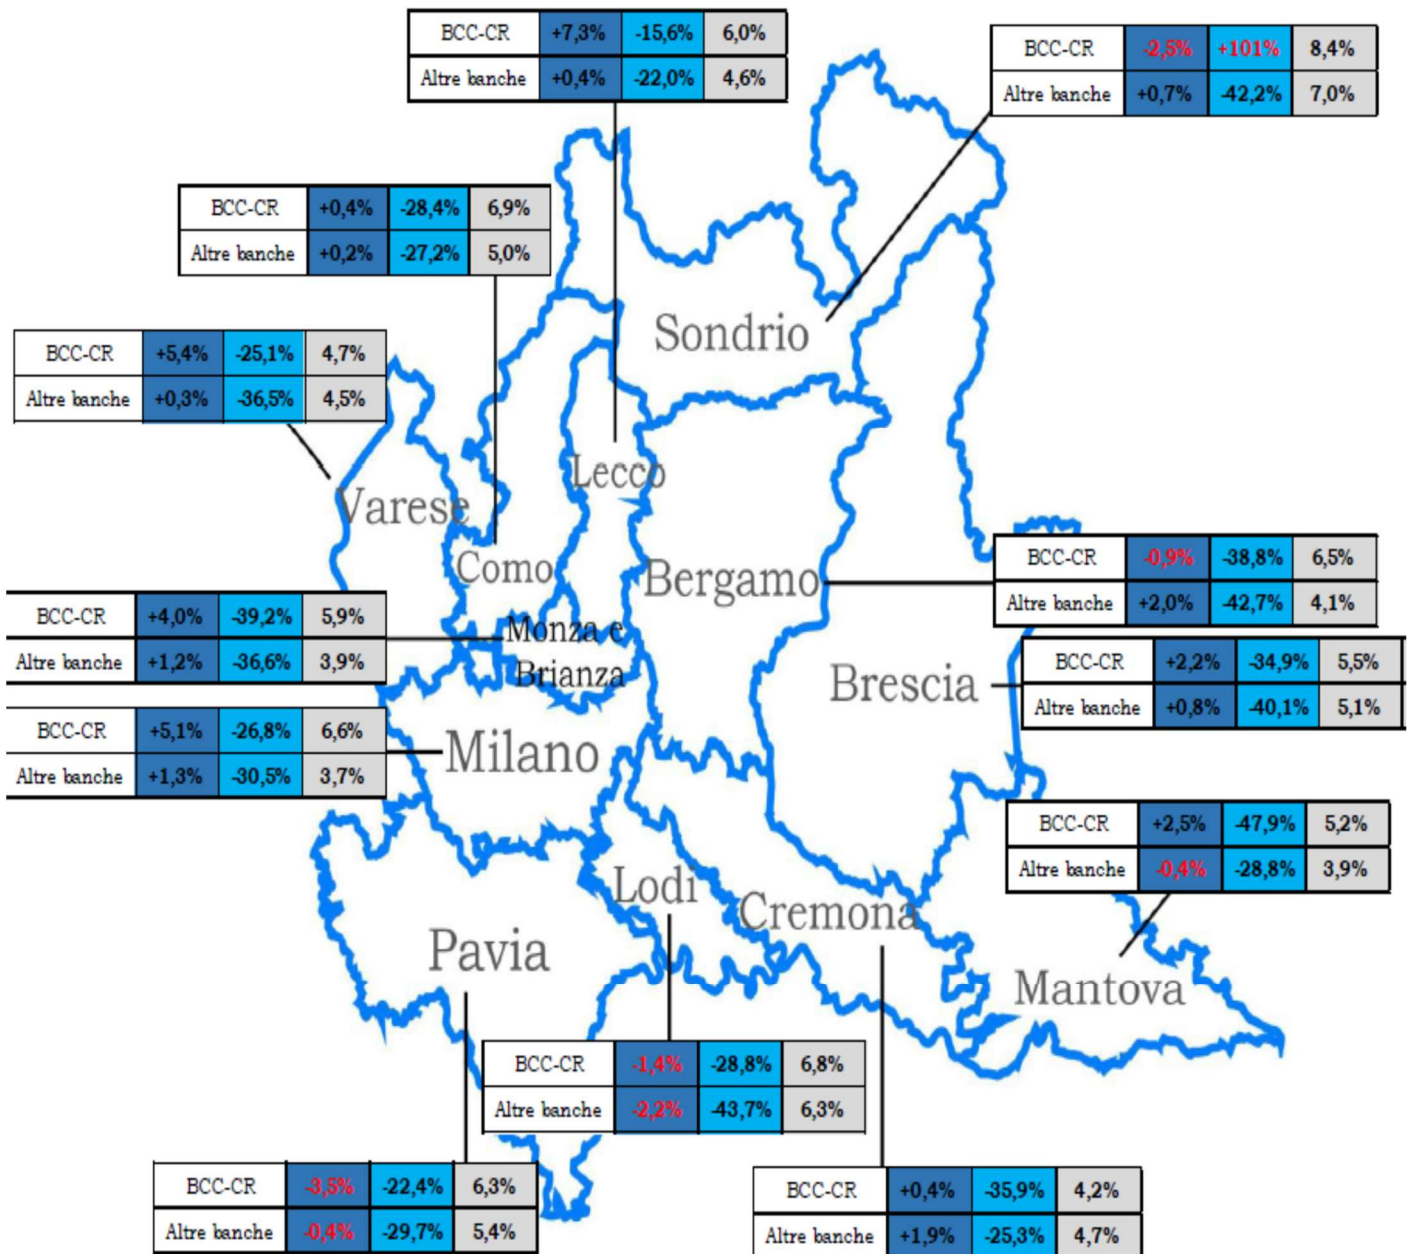 BCC-CR +7,3% -15,6% 6,0%
Altre banche +0,4% -22,0% 4,6%
BCC-CR -2,5% +101% 8,4%
Altre banche +0,7% -42,2% 7,0%
BCC-CR +0,4% -28,4% 6,9%
Altre banche +0,2% -27,2% 5,0%
Sondrio
BCC-CR +5,4% -25,1% 4,7%
Altre banche +0,3% -36,5% 4,5%
Lecco
Varese
Como
Bergamo
BCC-CR -0,9% -38,8% 6,5%
Altre banche +2,0% -42,7% 4,1%
BCC-CR +4,0% -39,2% 5,9%
Altre banche +1,2% -36,6% 3,9%
Monza e
Brianza
Brescia
BCC-CR +2,2% -34,9% 5,5%
Altre banche +0,8% -40,1% 5,1%
BCC-CR +5,1% -26,8% 6,6%
Altre banche +1,3% -30,5% 3,7%
Milano
BCC-CR +2,5% -47,9% 5,2%
Altre banche -0,4% -28,8% 3,9%
Lodi
Cremona
Pavia
Mantova
BCC-CR -1,4% -28,8% 6,8%
Altre banche -2,2% -43,7% 6,3%
BCC-CR -3,5% -22,4% 6,3%
Altre banche -0,4% -29,7% 5,4%
BCC-CR +0,4% -35,9% 4,2%
Altre banche +1,9% -25,3% 4,7%